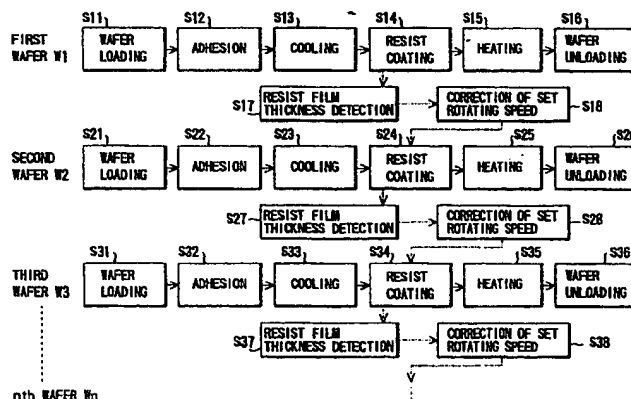 S11 S12 S13 S14 S15 S16
FIRST
WAFER W1
WAFER
LOADING
ADHESION
COOLING
RESIST
COATING
HEATING
WAFER
UNLOADING
S17
RESIST FILM
THICKNESS DETECTION
CORRECTION OF SET
ROTATING SPEED
S18
S21 S22 S23 S24 S25
SECOND
WAFER W2
WAFER
LOADING
ADHESION
COOLING
RESIST
COATING
HEATING
WAFER
UNLOADING
S27
RESIST FILM
THICKNESS DETECTION
CORRECTION OF SET
ROTATING SPEED
S28
S31 S32 S33 S34 S35 S36
THIRD
WAFER W3
WAFER
LOADING
ADHESION
COOLING
RESIST
COATING
HEATING
WAFER
UNLOADING
S37
RESIST FILM
THICKNESS DETECTION
CORRECTION OF SET
ROTATING SPEED
S38
nth WAFER Wn